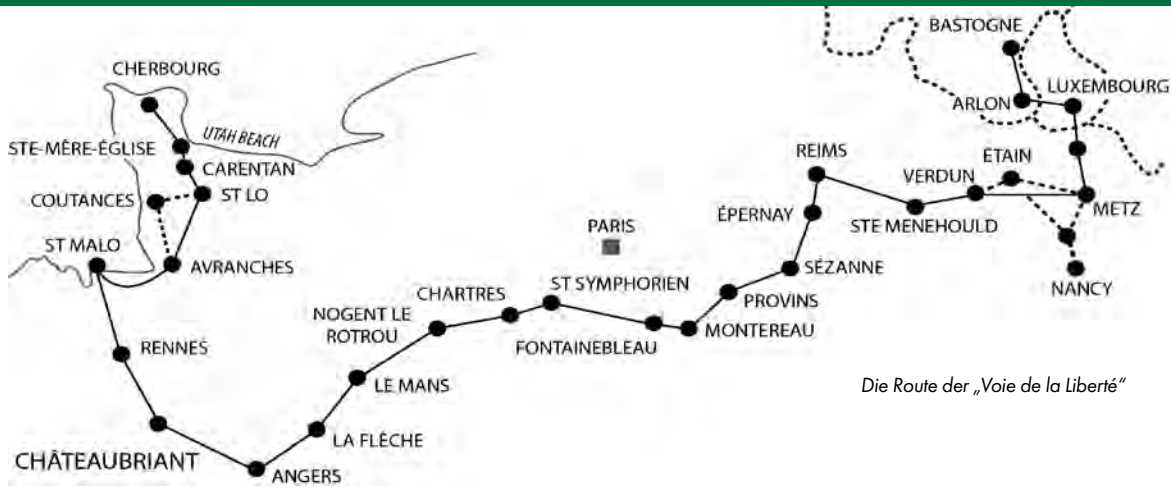 CHERBOURG
UTAH BEACH
STE-MÈRE-ÉGLISE
CARENTAN
COUTANCES
ST LO
ST MALO
AVRANCHES
RENNES
CHÂTEAUBRIANT
ANGERS
LA FLÈCHE
LE MANS
NOGENT LE
ROTROU
CHARTRES
ST SYMPHORIEN
PARIS
FONTAINEBLEAU
MONTEREAU
PROVINS
SÉZANNE
ÉPERNAY
REIMS
STE MENEHOULD
VERDUN
ETAIN
METZ
NANCY
LUXEMBOURG
ARLON
BASTOGNE
Die Route der „Voie de la Liberté“